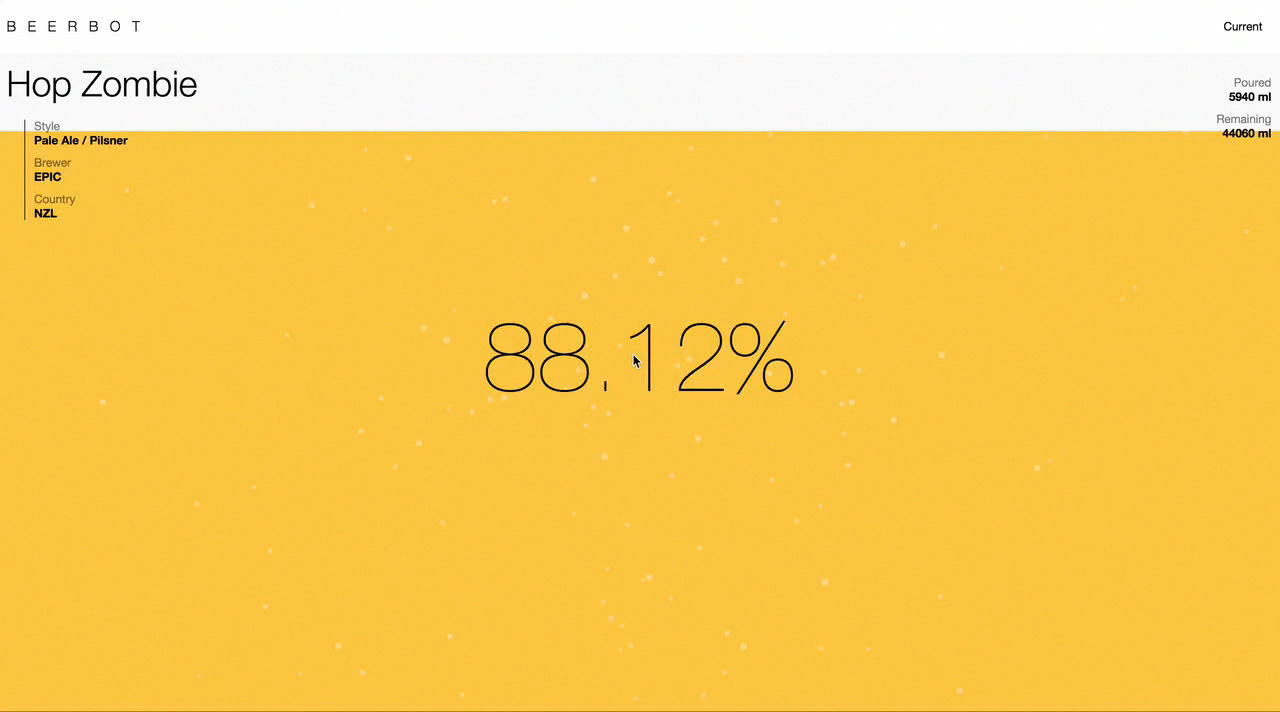 BEERBOT
Current
Hop Zombie
Poured
5940 ml
Remaining
44060 ml
Style
Pale Ale / Pilsner
Brewer
EPIC
Country
NZL
88.12%